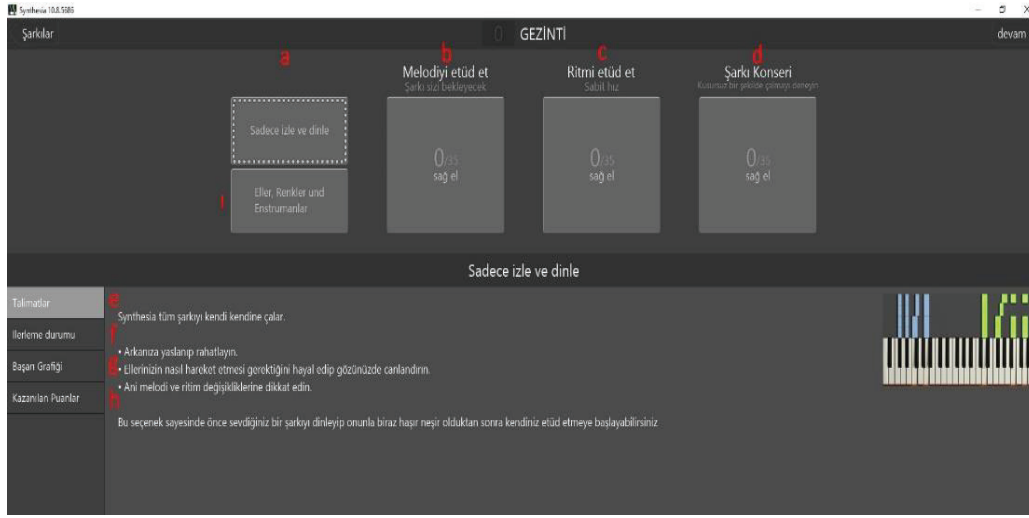 Synthesia 10.8.5686
Şarkılar
0 GEZİNTİ
devam
a
b
c
d
Melodiyi etüd et
Şarkı sizi bekleyecek
Ritmi etüd et
Sabit hız
Şarkı Konseri
Kusursuz bir şekilde çalmayı deneyin
Sadece izle ve dinle
0/35
sağ el
0/35
sağ el
0/35
sağ el
ı
Eller, Renkler und
Enstrumanlar
Sadece izle ve dinle
Talimatlar
e
Synthesia tüm şarkıyı kendi kendine çalar.
İlerleme durumu
f
• Arkanıza yaslanıp rahatlayın.
Başarı Grafiği
g
• Ellerinizin nasıl hareket etmesi gerektiğini hayal edip gözünüzde canlandırın.
• Ani melodi ve ritim değişikliklerine dikkat edin.
Kazanılan Puanlar
h
Bu seçenek sayesinde önce sevdiğiniz bir şarkıyı dinleyip onunla biraz haşır neşir olduktan sonra kendiniz etüd etmeye başlayabilirsiniz